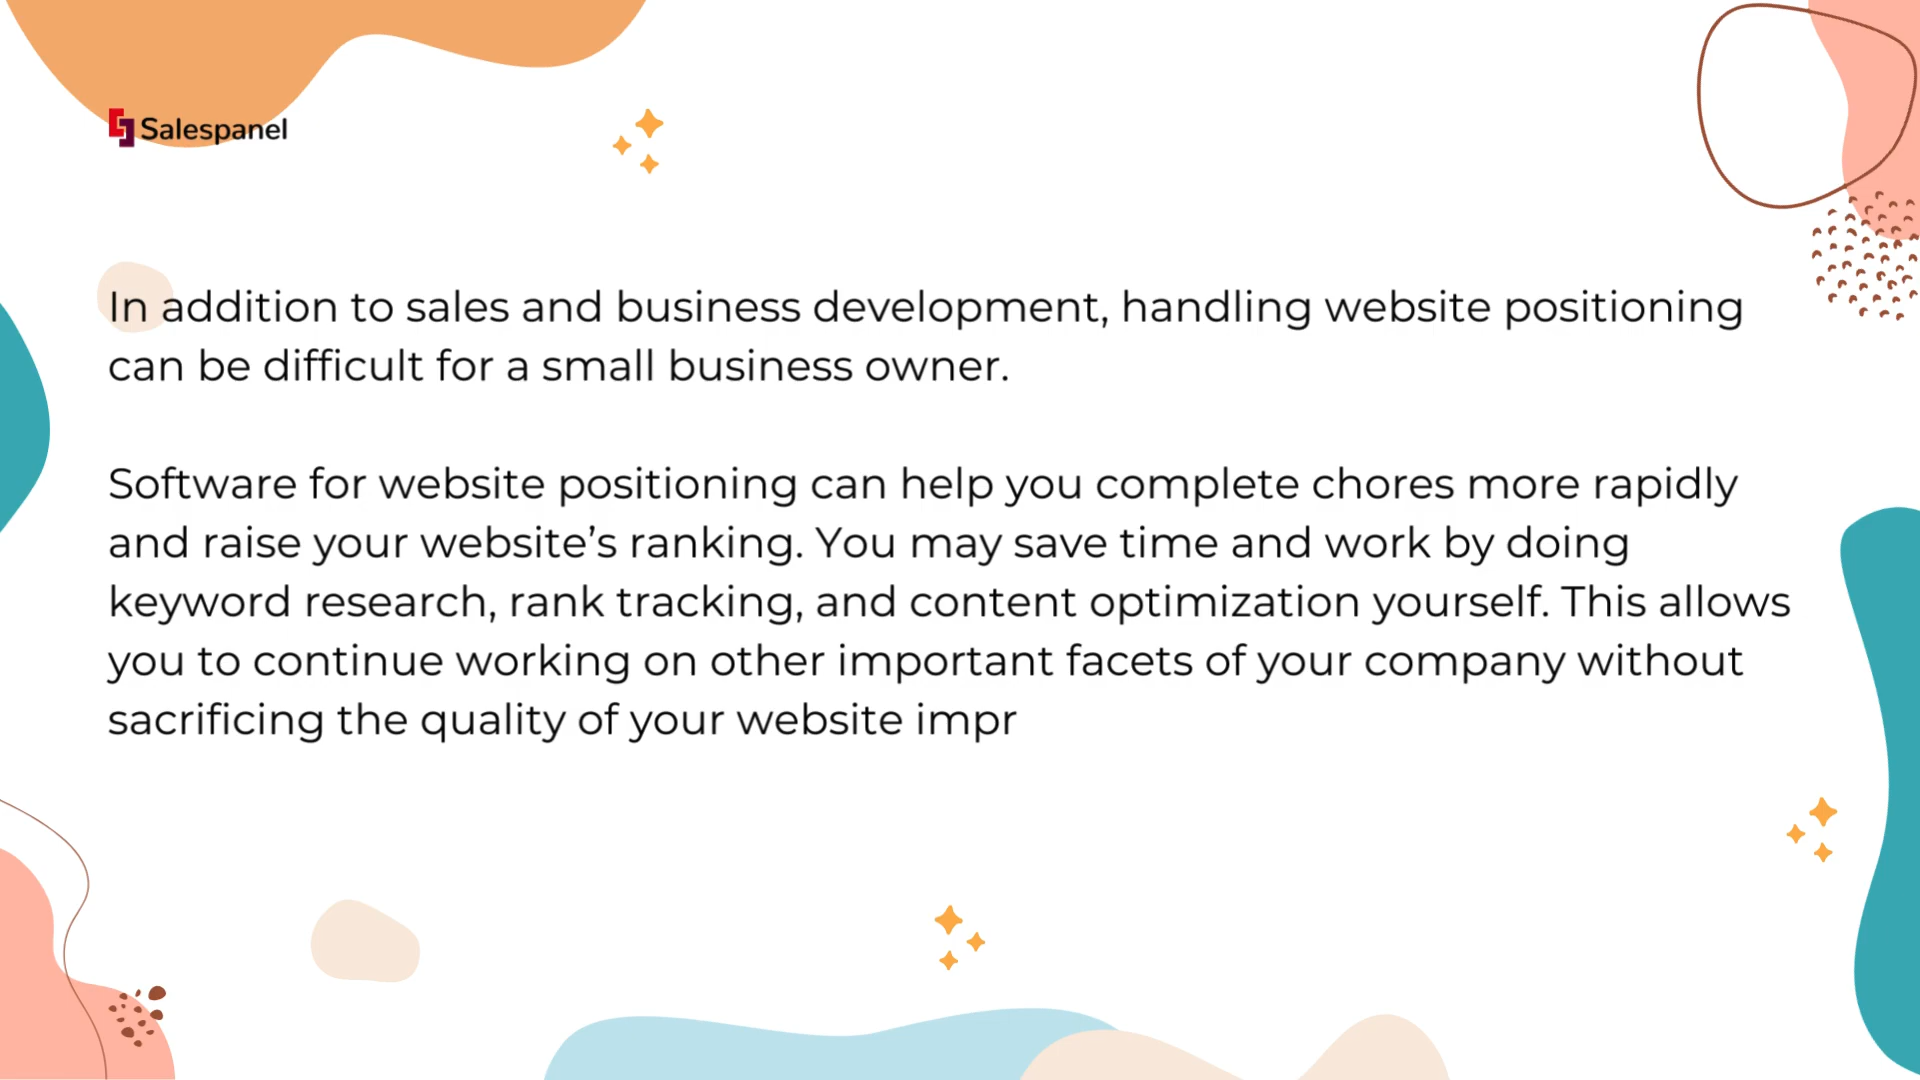 Salespanel
In addition to sales and business development, handling website positioning
can be difficult for a small business owner.
Software for website positioning can help you complete chores more rapidly
and raise your website’s ranking. You may save time and work by doing
keyword research, rank tracking, and content optimization yourself. This allows
you to continue working on other important facets of your company without
sacrificing the quality of your website impr